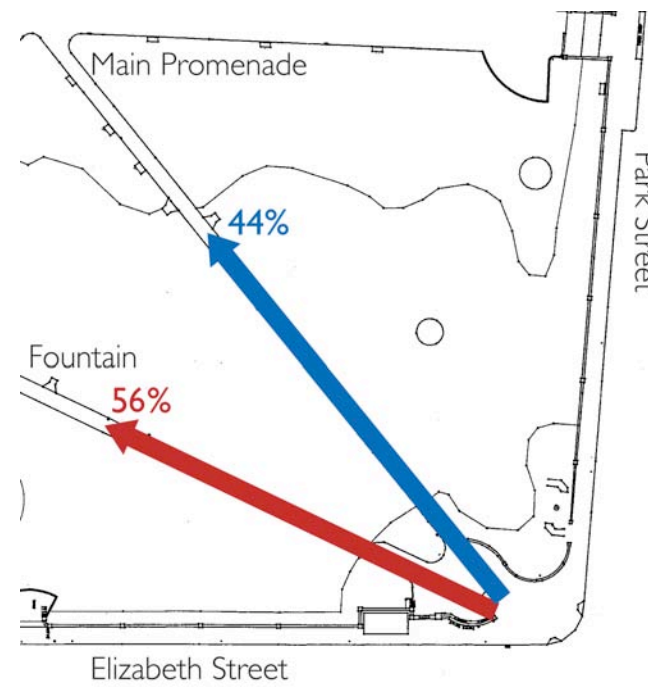 Main Promenade
Park Street
44%
Fountain
56%
Elizabeth Street